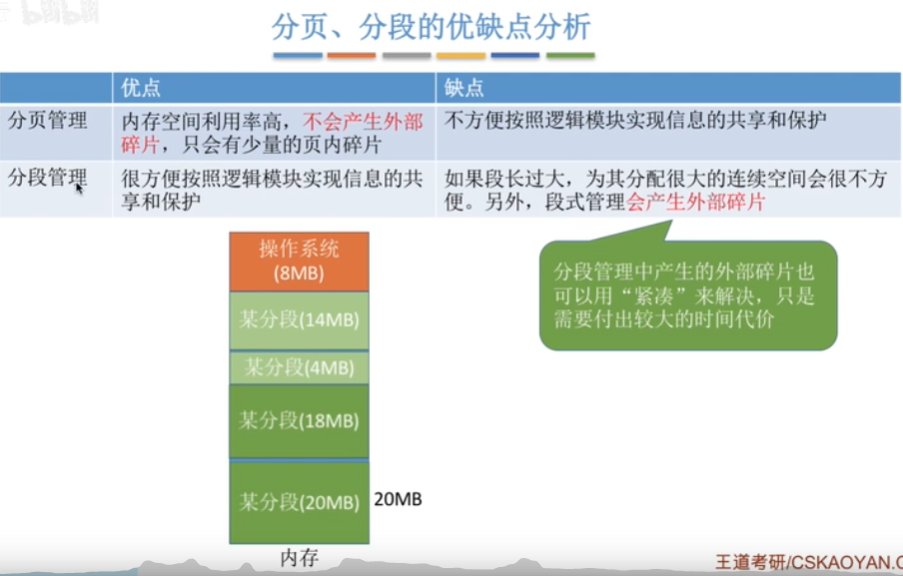 bilibili
分页、分段的优缺点分析
优点
缺点
分页管理
内存空间利用率高，不会产生外部
碎片，只会有少量的页内碎片
不方便按照逻辑模块实现信息的共享和保护
分段管理
很方便按照逻辑模块实现信息的共
享和保护
如果段长过大，为其分配很大的连续空间会很不方
便。另外，段式管理会产生外部碎片
操作系统
(8MB)
某分段(14MB)
某分段(4MB)
某分段(18MB)
某分段(20MB)
20MB
内存
分段管理中产生的外部碎片也
可以用“紧凑”来解决，只是
需要付出较大的时间代价
王道考研/CSKAOYAN.C